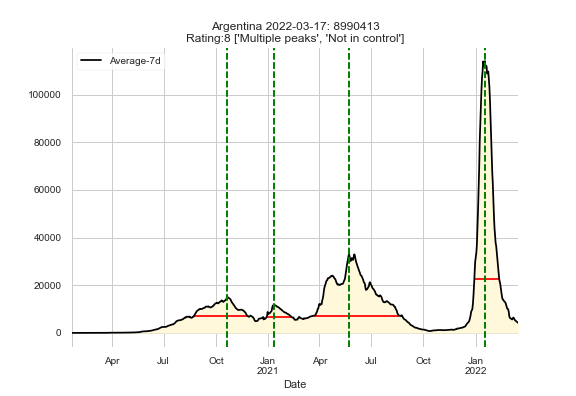 Argentina 2022-03-17: 8990413
Rating:8 ['Multiple peaks', 'Not in control']
Average-7d
100000
80000
60000
40000
20000
0
Apr
Jul
Oct
Jan
2021
Apr
Jul
Oct
Jan
2022
Date